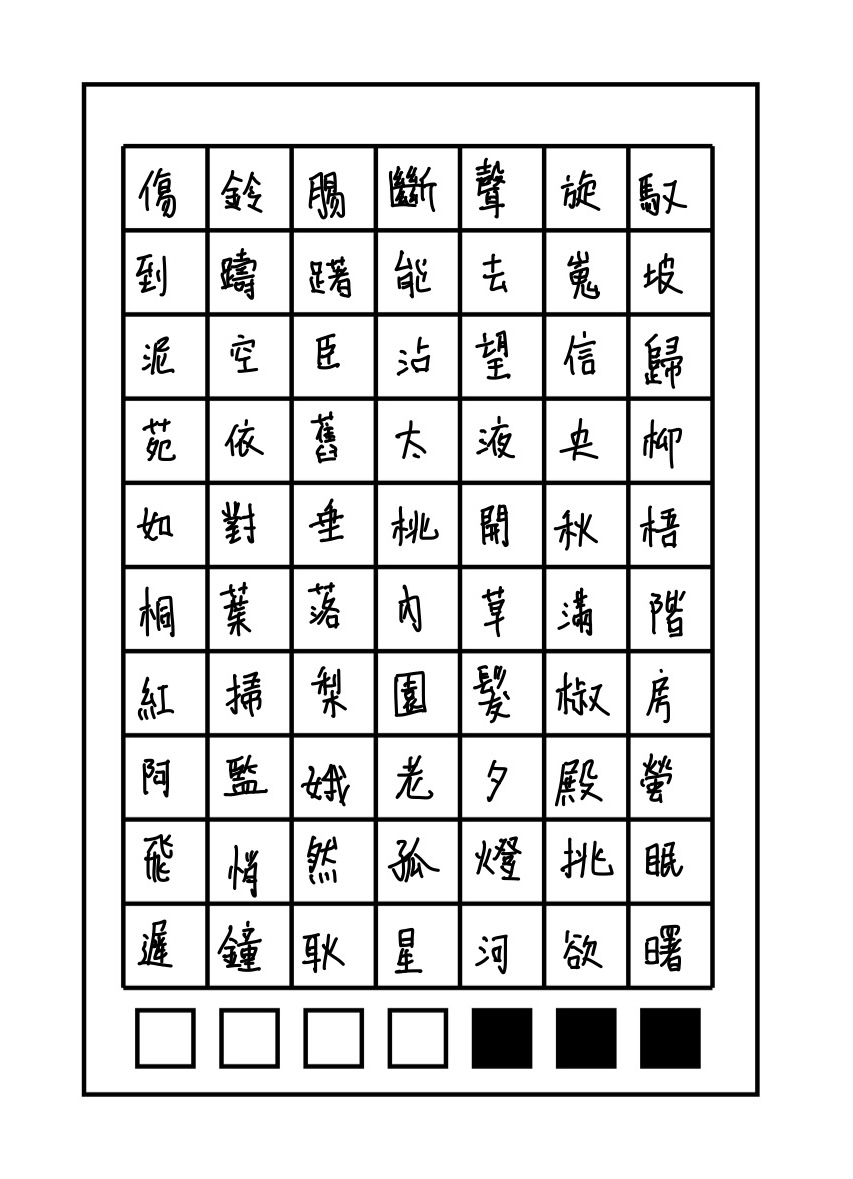 傷鈴腸斷聲旋馭
到躊躇能去嵬坡
泥空臣沾望信歸
苑依舊太液央柳
如對垂桃開秋梧
桐葉落內草滿階
紅掃梨園髮椒房
阿監娥老夕殿螢
飛悄然孤燈挑眠
遲鐘耿星河欲曙